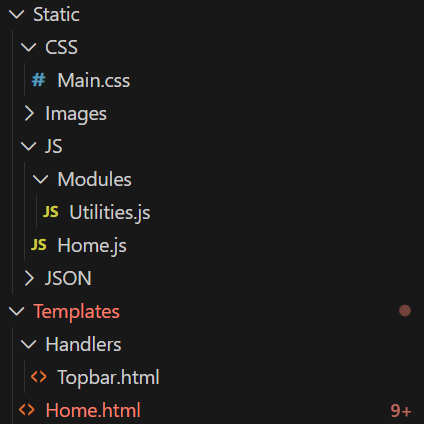 Static
CSS
# Main.css
Images
JS
Modules
JS Utilities.js
JS Home.js
JSON
Templates
Handlers
<> Topbar.html
<> Home.html 9+